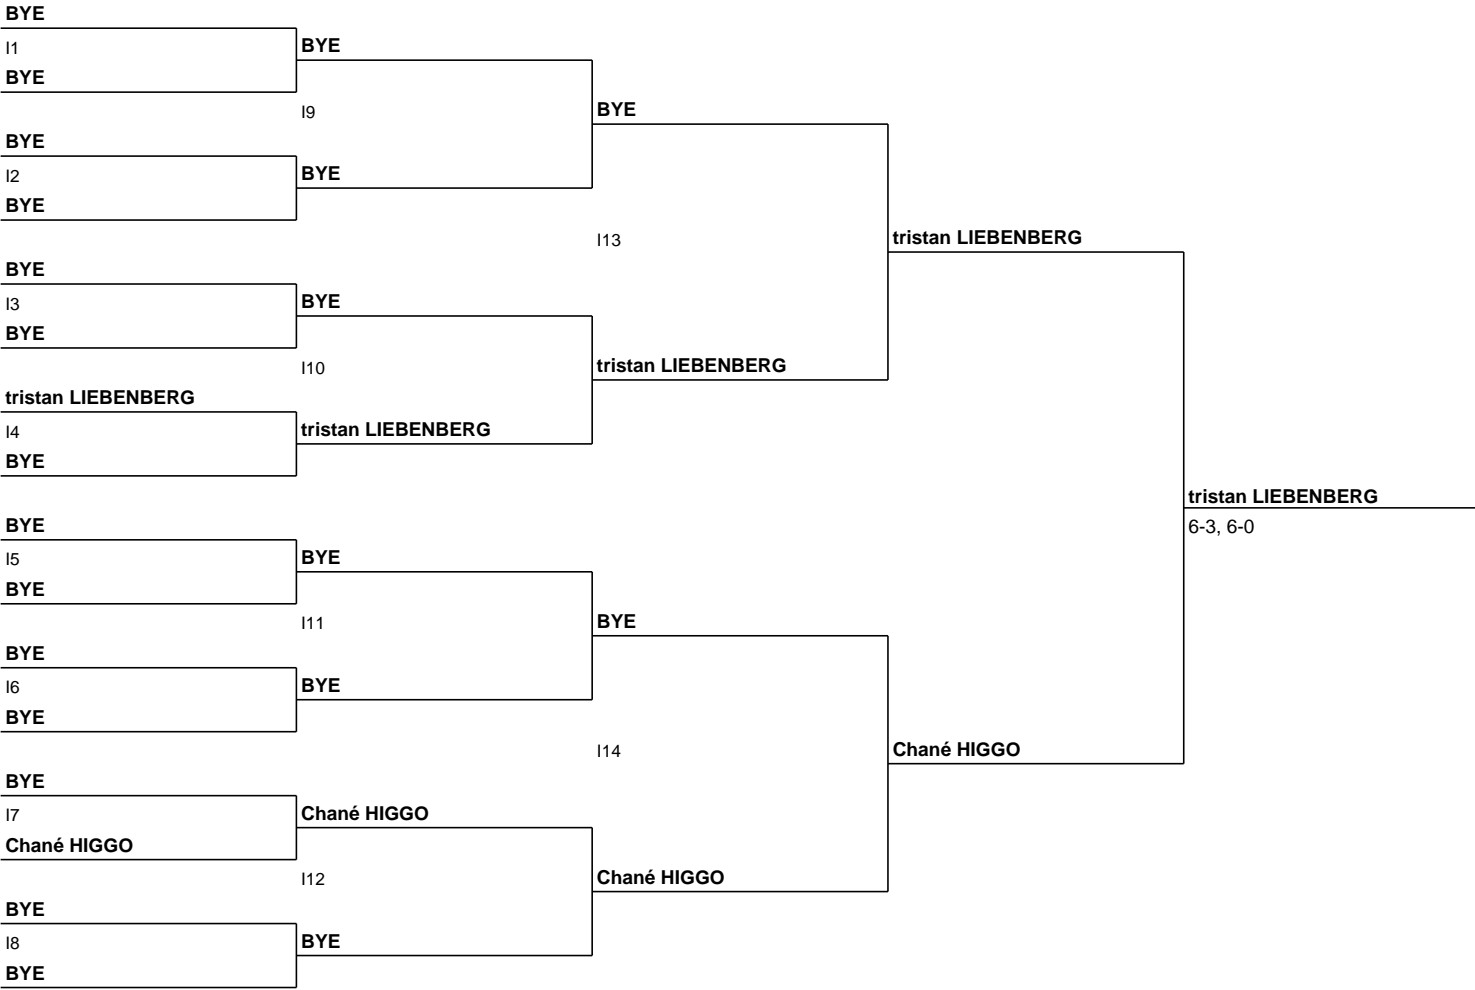 BYE
I1
BYE
BYE
I9
BYE
BYE
I2
BYE
BYE
I13
tristan LIEBENBERG
BYE
I3
BYE
BYE
I10
tristan LIEBENBERG
tristan LIEBENBERG
I4
tristan LIEBENBERG
BYE
tristan LIEBENBERG
6-3, 6-0
BYE
I5
BYE
BYE
I11
BYE
BYE
I6
BYE
BYE
I14
Chané HIGGO
BYE
I7
Chané HIGGO
Chané HIGGO
I12
Chané HIGGO
BYE
I8
BYE
BYE